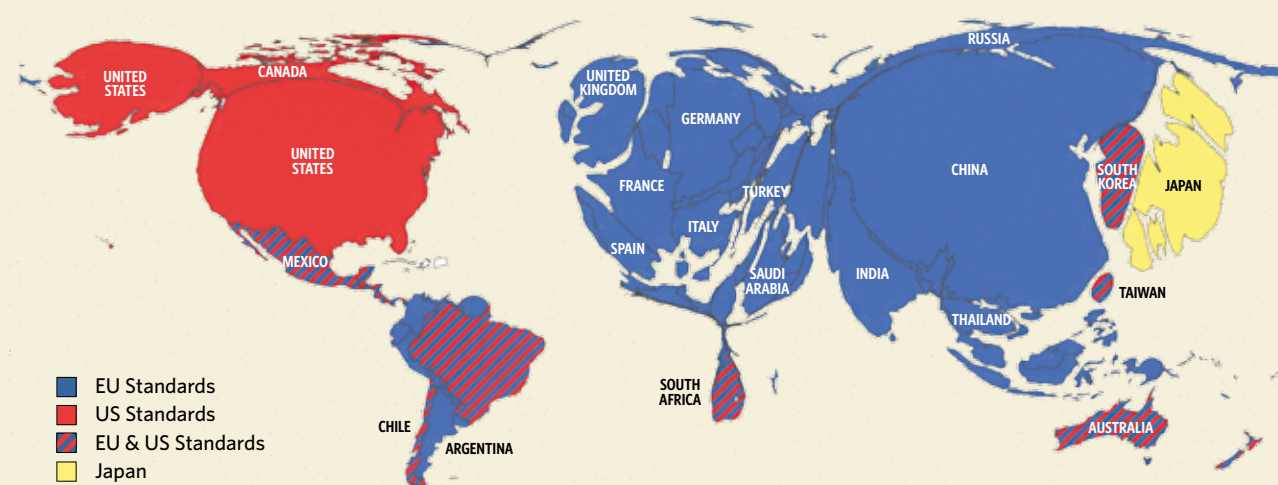 RUSSIA
UNITED
STATES
CANADA
UNITED
KINGDOM
GERMANY
UNITED
STATES
CHINA
SOUTH
KOREA
JAPAN
FRANCE
TURKEY
ITALY
SPAIN
MEXICO
SAUDI
ARABIA
INDIA
TAIWAN
THAILAND
SOUTH
AFRICA
CHILE
ARGENTINA
AUSTRALIA
EU Standards
US Standards
EU & US Standards
Japan